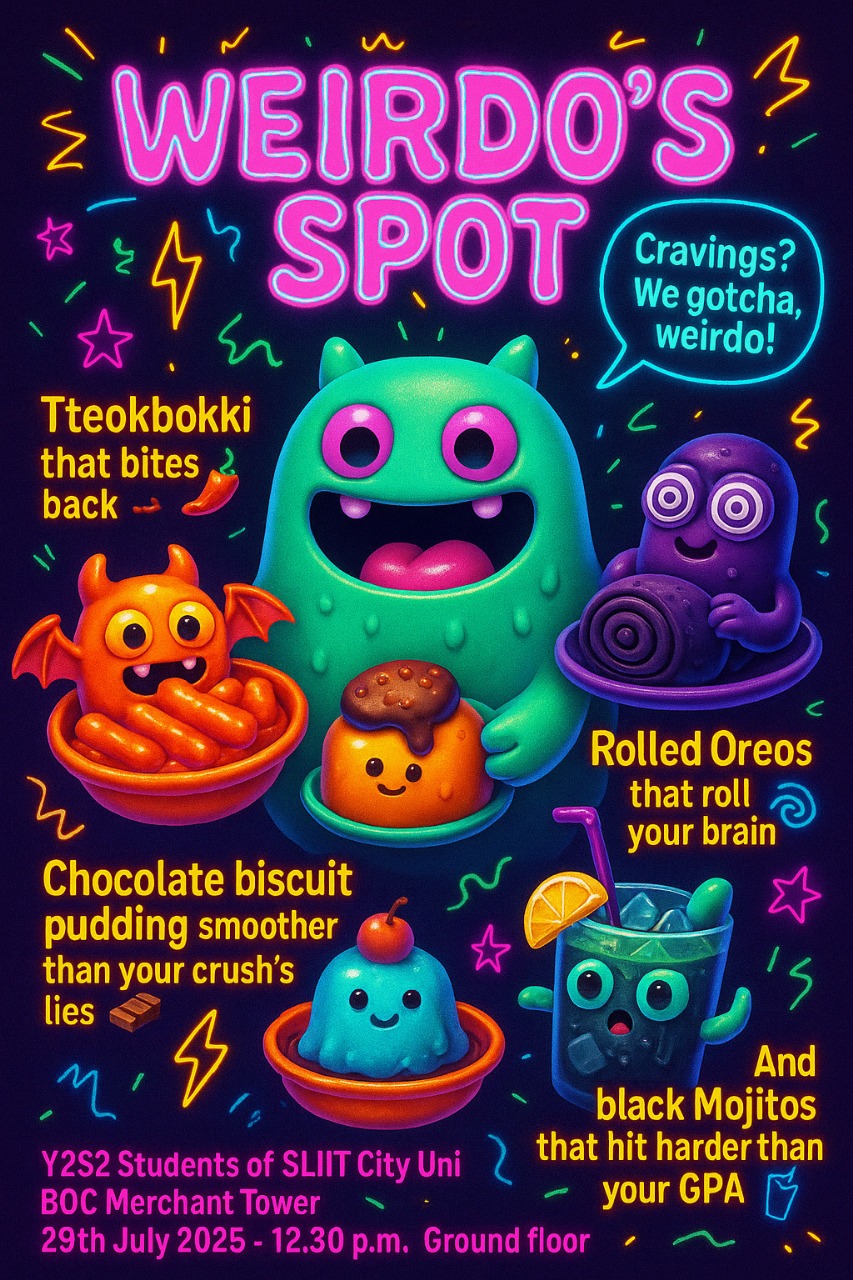 WEIRDO'S
SPOT
Cravings?
We gotcha,
weirdo!
Tteokbokki
that bites
back
Rolled Oreos
that roll
your brain
Chocolate biscuit
pudding smoother
than your crush's
lies
And
black Mojitos
that hit harder than
your GPA
Y2S2 Students of SLIIT City Uni
BOC Merchant Tower
29th July 2025 - 12.30 p.m. Ground floor